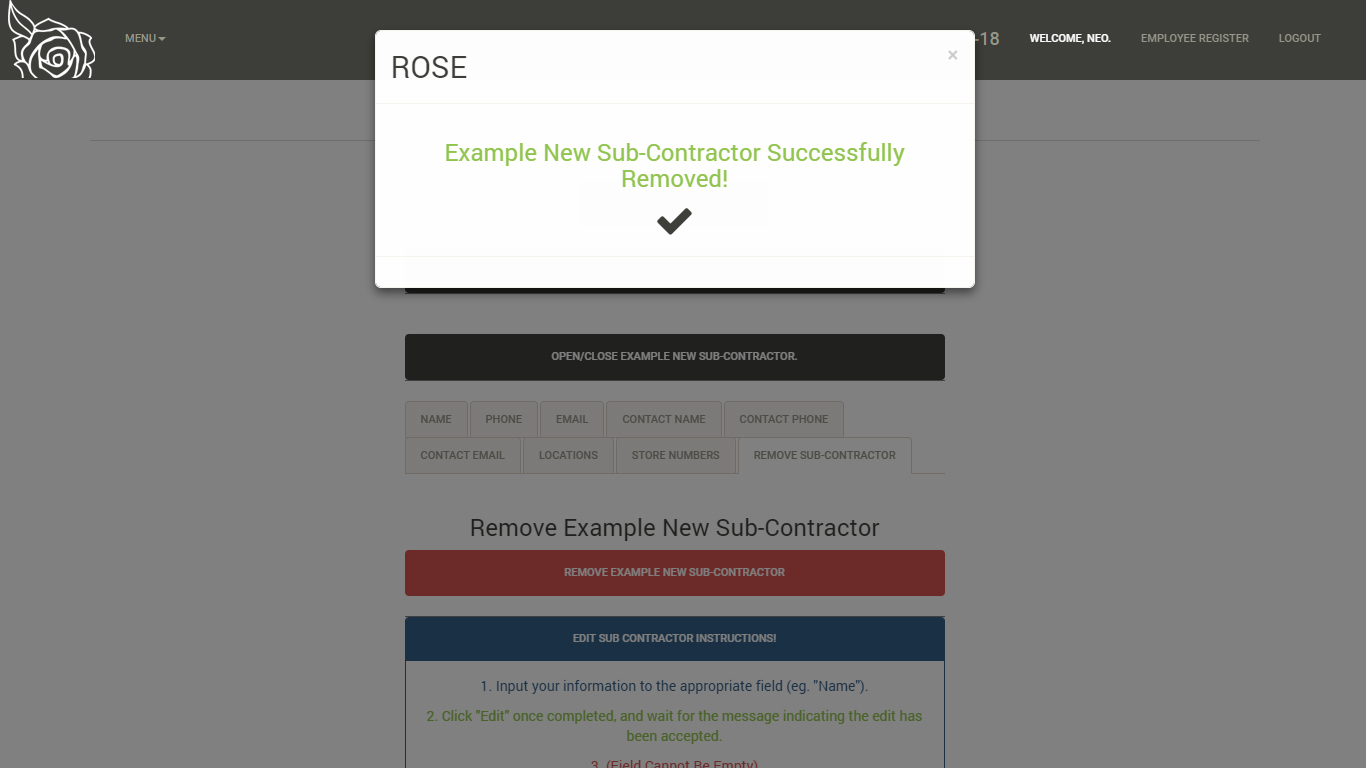 MENU
-18
WELCOME, NEO.
EMPLOYEE REGISTER
LOGOUT
ROSE
×
Example New Sub-Contractor Successfully
Removed!
OPEN/CLOSE EXAMPLE NEW SUB-CONTRACTOR.
NAME
PHONE
EMAIL
CONTACT NAME
CONTACT PHONE
CONTACT EMAIL
LOCATIONS
STORE NUMBERS
REMOVE SUB-CONTRACTOR
Remove Example New Sub-Contractor
REMOVE EXAMPLE NEW SUB-CONTRACTOR
EDIT SUB CONTRACTOR INSTRUCTIONS!
1. Input your information to the appropriate field (eg. "Name").
2. Click "Edit" once completed, and wait for the message indicating the edit has
been accepted.
3. (Field Cannot Be Empty)